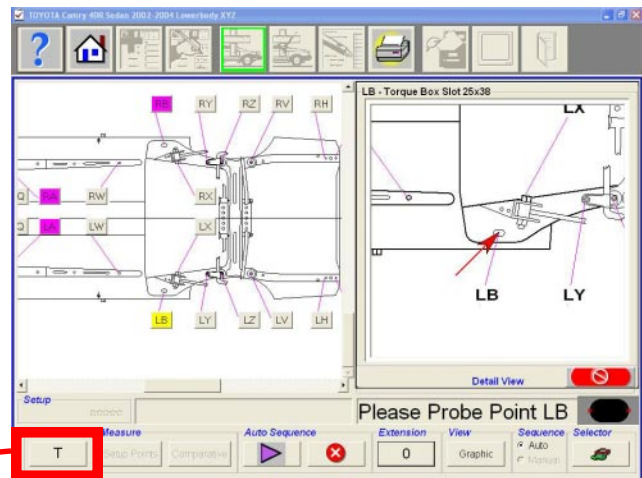 TOYOTA Camry 4DR Sedan 2002-2004 Lowerbody XYZ
?
LB - Torque Box Slot 25x38
RB RY RZ RV RH
LX
Q RA RW RX
Q LA LW LX
LB LY
LB LY LZ LV LH
Detail View
Setup
Please Probe Point LB
Measure Auto Sequence Extension View Sequence Selector
T Setup Points Comparative 0 Graphic Auto
Manual